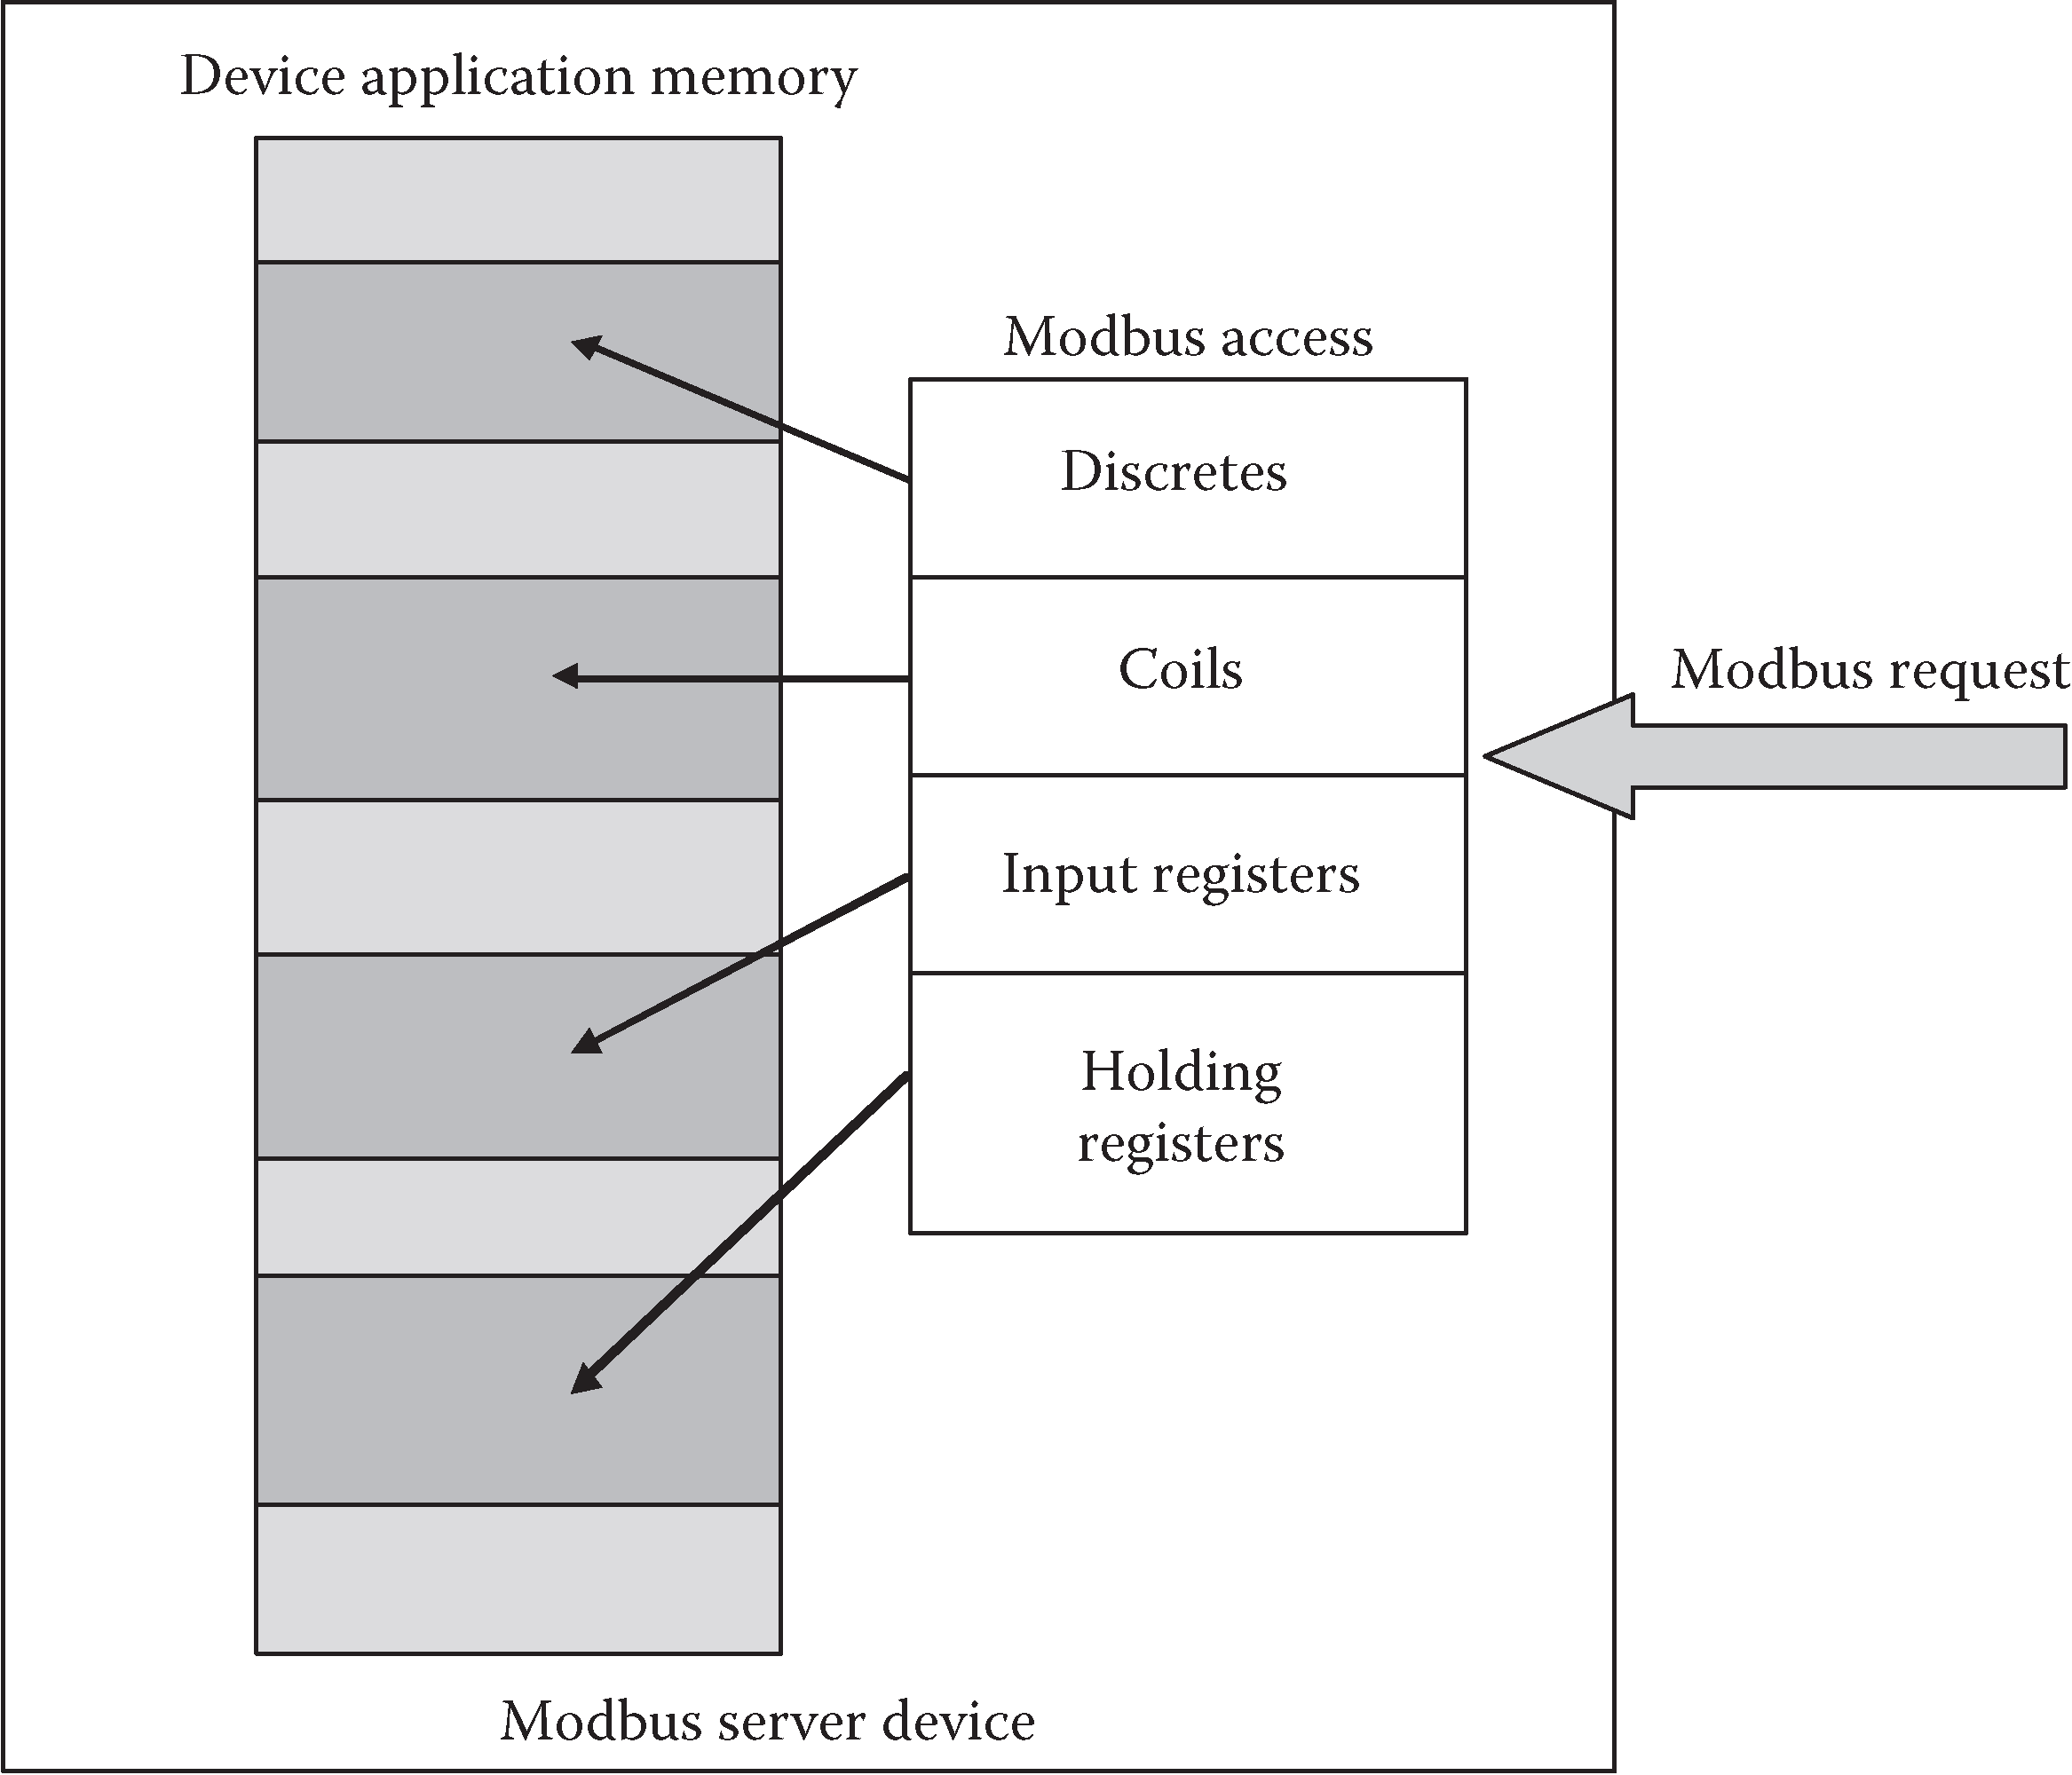 Device application memory
Modbus access
Discretes
Coils
Modbus request
Input registers
Holding
registers
Modbus server device